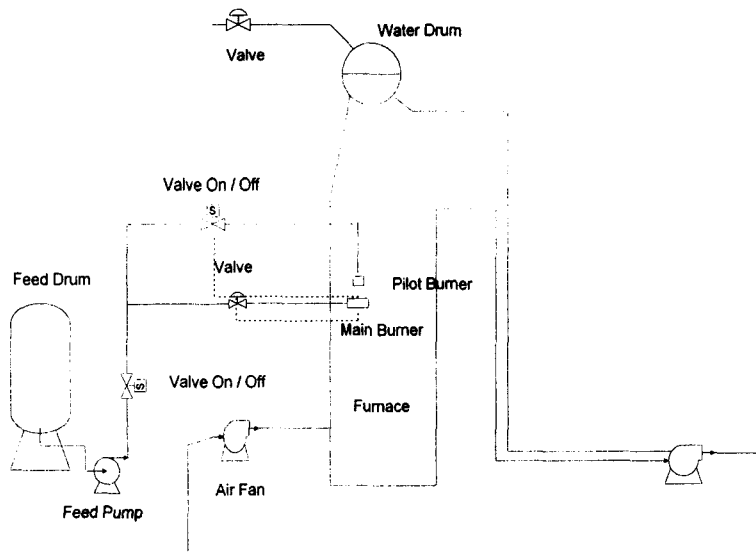 Water Drum
Valve
Valve On / Off
S
Valve
Feed Drum
Pilot Burner
Main Burner
Valve On / Off
S
Furnace
Air Fan
Feed Pump